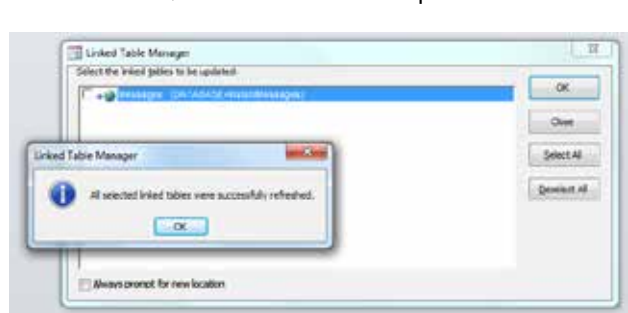 Linked Table Manager
Select the linked tables to be updated:
messages
OK
Close
Select All
Deselect All
Linked Table Manager
All selected linked tables were successfully refreshed.
OK
Always prompt for new location